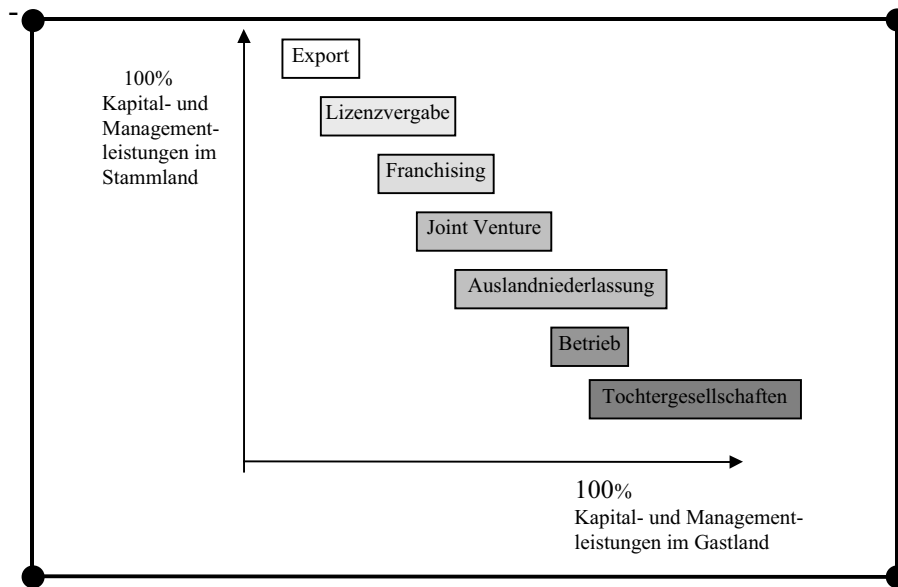 -
Export
100%
Kapital- und
Management-
leistungen im
Stammland
Lizenzvergabe
Franchising
Joint Venture
Auslandniederlassung
Betrieb
Tochtergesellschaften
100%
Kapital- und Management-
leistungen im Gastland